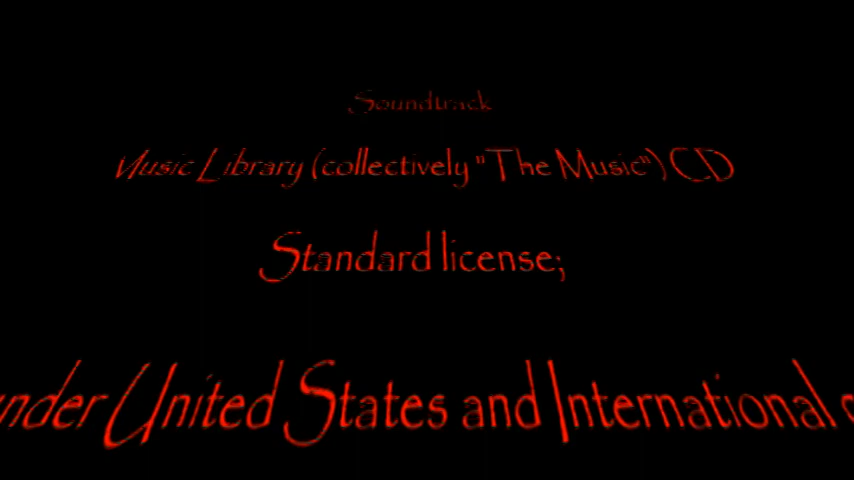 Soundtrack
Music Library (collectively "The Music") CD
Standard license;
under United States and International